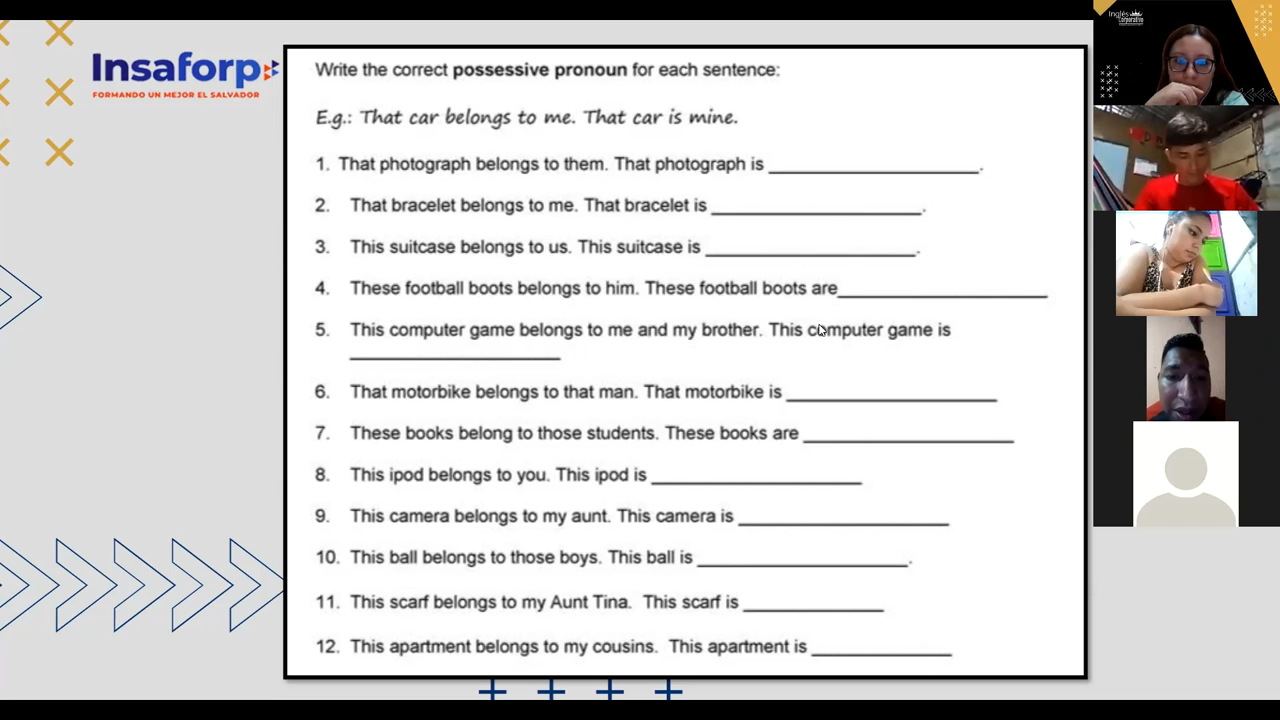 Insaforp
FORMANDO UN MEJOR EL SALVADOR
Write the correct possessive pronoun for each sentence:
E.g.: That car belongs to me. That car is mine.
1. That photograph belongs to them. That photograph is ____________________.
2. That bracelet belongs to me. That bracelet is ____________________.
3. This suitcase belongs to us. This suitcase is ____________________.
4. These football boots belongs to him. These football boots are____________________
5. This computer game belongs to me and my brother. This computer game is
____________________
6. That motorbike belongs to that man. That motorbike is ____________________
7. These books belong to those students. These books are ____________________
8. This ipod belongs to you. This ipod is ____________________
9. This camera belongs to my aunt. This camera is ____________________
10. This ball belongs to those boys. This ball is ____________________.
11. This scarf belongs to my Aunt Tina. This scarf is ______________
12. This apartment belongs to my cousins. This apartment is ______________
Inglés
Corporativo